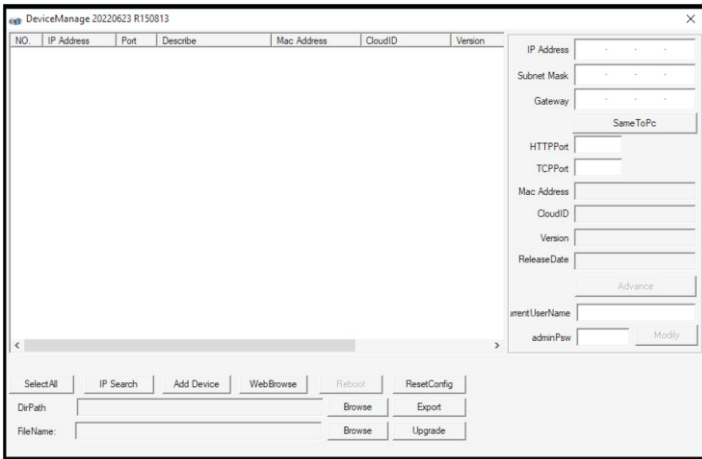 DeviceManage 20220623 R150813
NO. IP Address Port Describe Mac Address CloudID Version
IP Address
Subnet Mask
Gateway
SameToPc
HTTPPort
TCPPort
Mac Address
CloudID
Version
ReleaseDate
Advance
urrentUserName
adminPsw Modify
SelectAll IP Search Add Device WebBrowse Reboot ResetConfig
DirPath Browse Export
FileName: Browse Upgrade